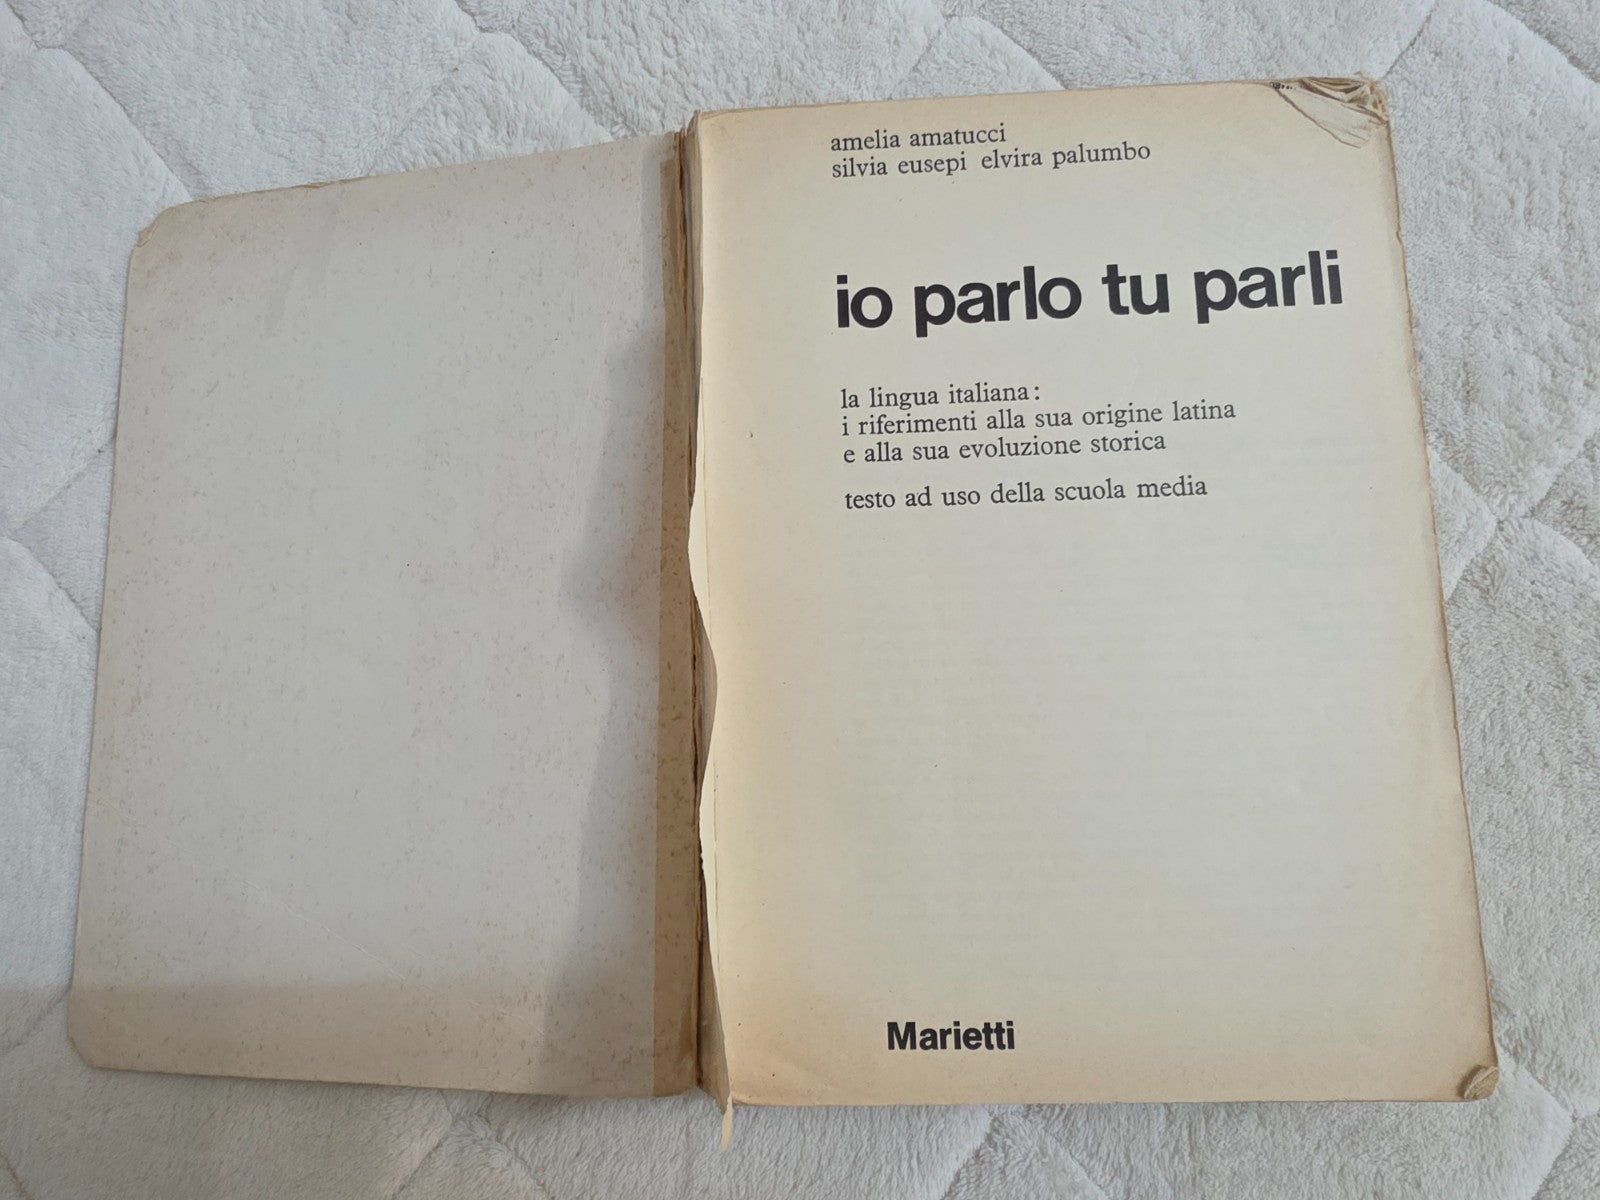 amelia amatucci
silvia eusepi elvira palumbo
io parlo tu parli
la lingua italiana:
i riferimenti alla sua origine latina
e alla sua evoluzione storica
testo ad uso della scuola media
Marietti